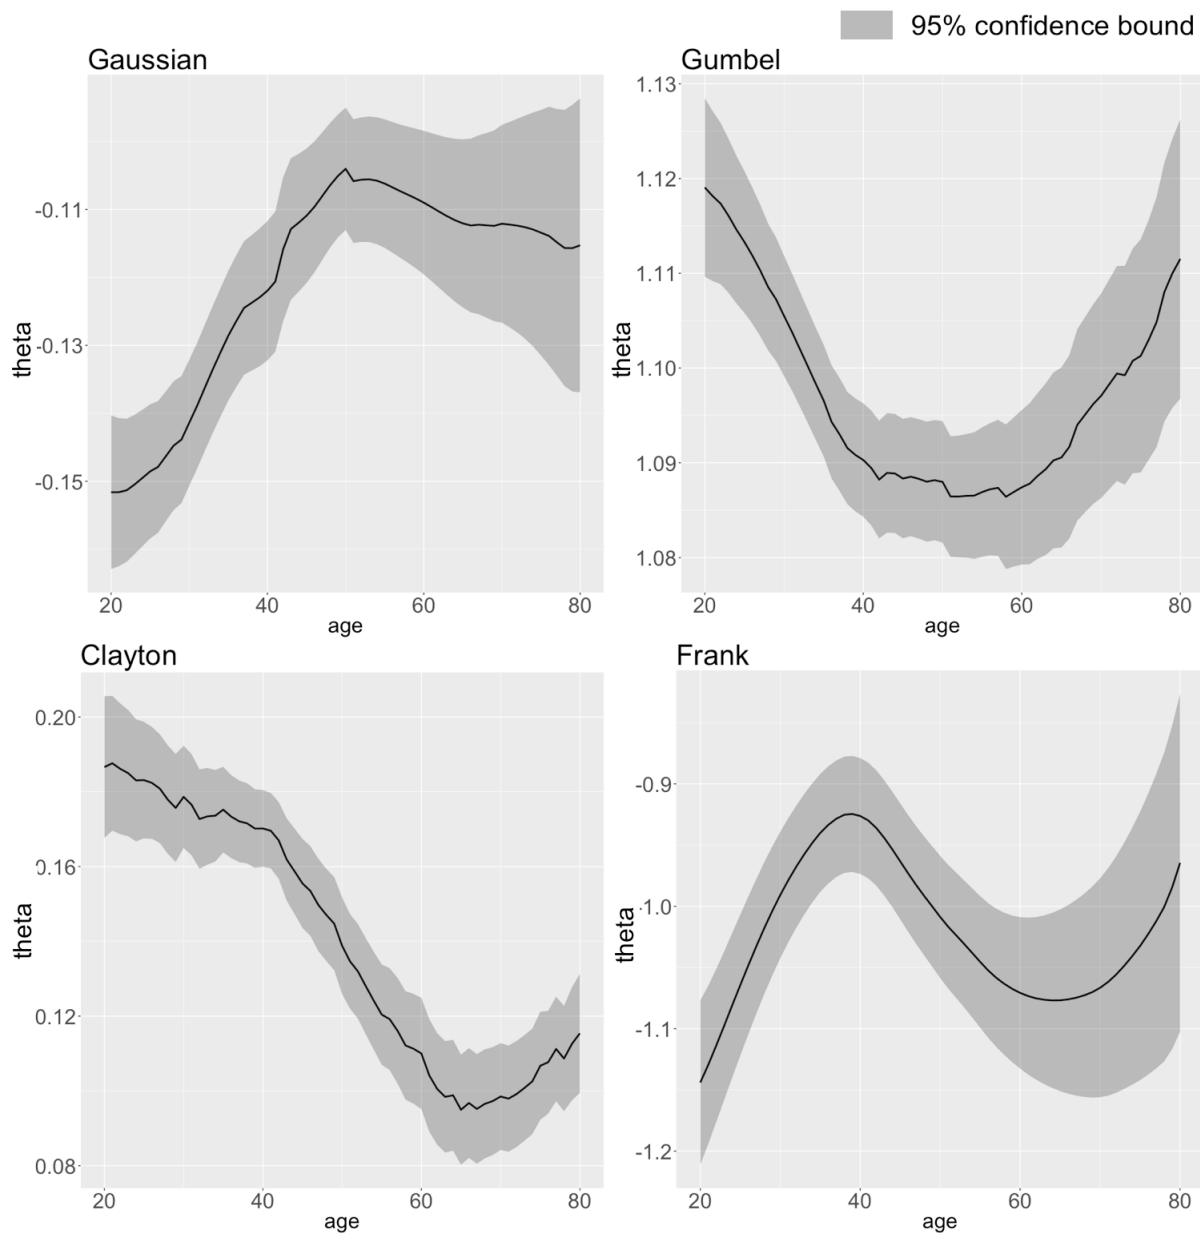 95% confidence bound
Gaussian
-0.11
-0.13
-0.15
theta
20 40 60 80
age
Gumbel
1.13
1.12
1.11
1.10
1.09
1.08
theta
20 40 60 80
age
Clayton
0.20
0.16
0.12
0.08
theta
20 40 60 80
age
Frank
-0.9
-1.0
-1.1
-1.2
theta
20 40 60 80
age